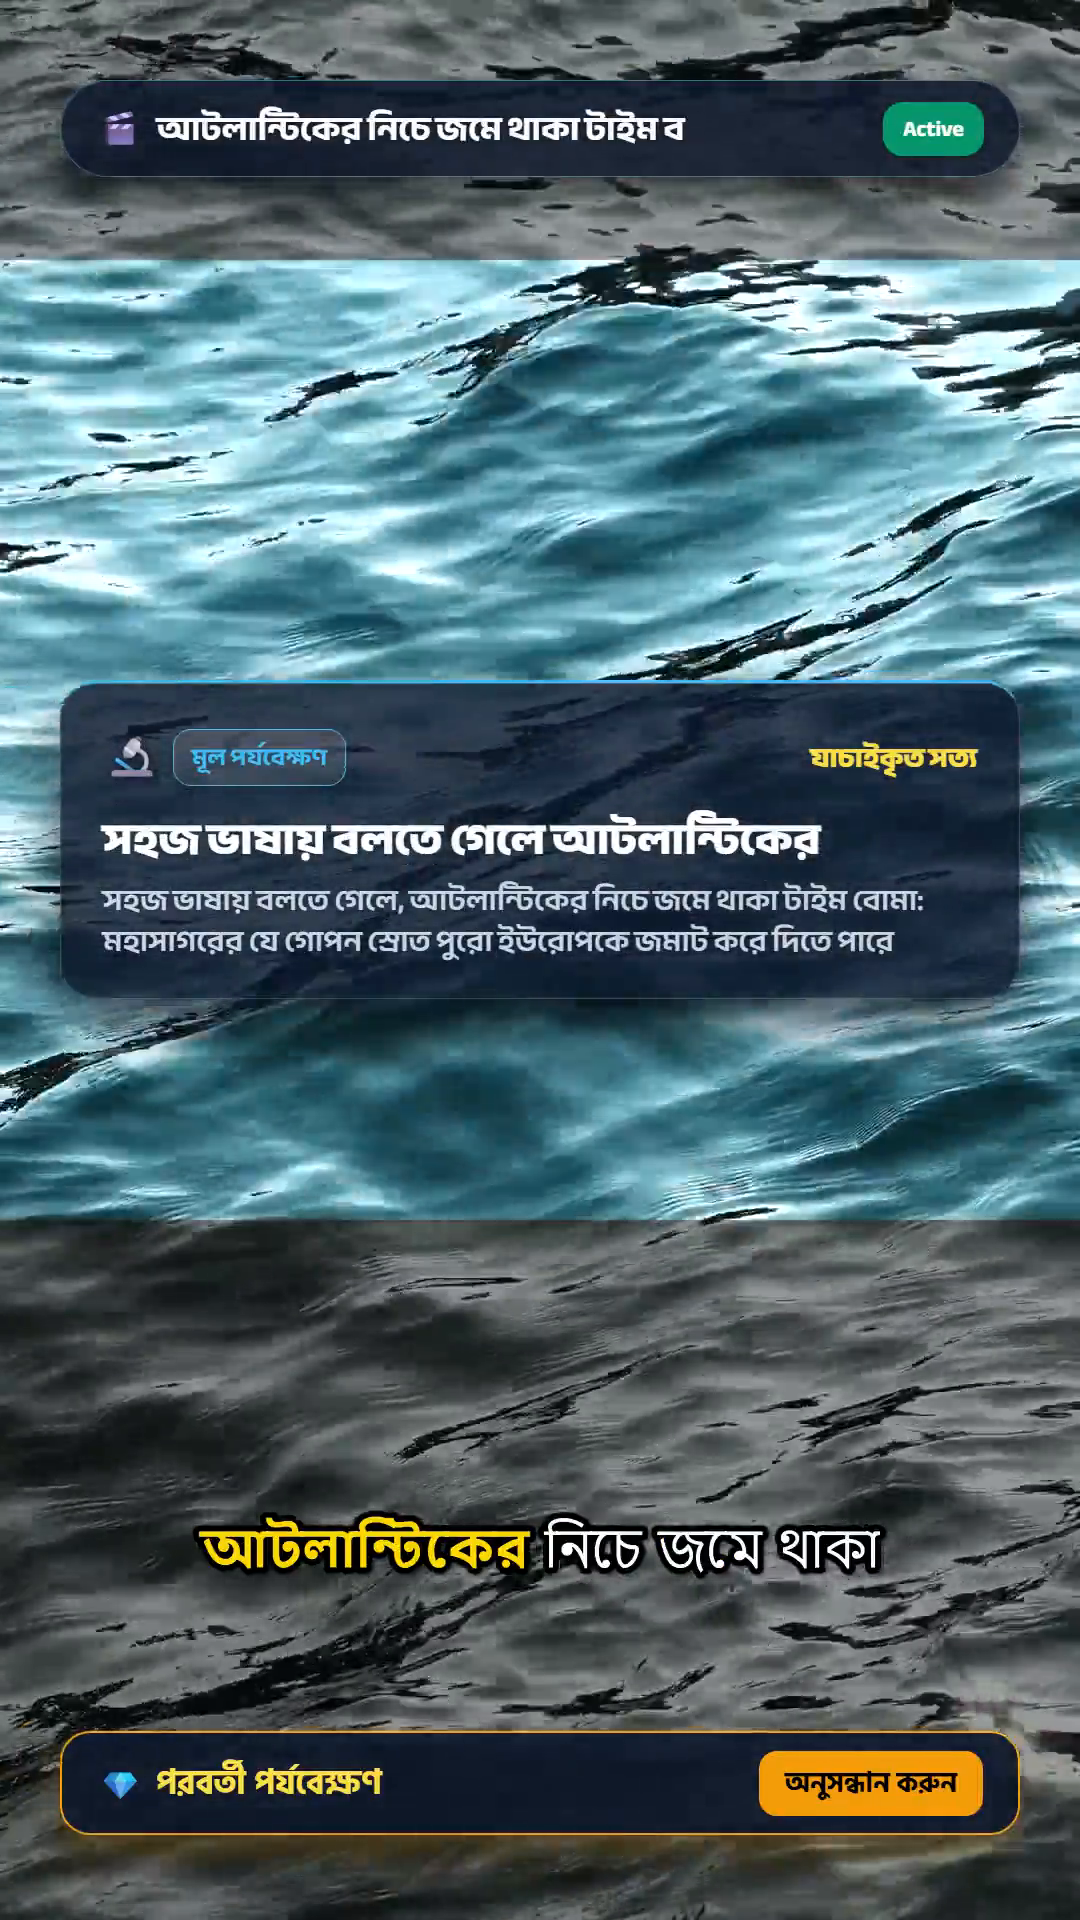 আটলান্টিকের নিচে জমে থাকা টাইম ব
Active
মূল পর্যবেক্ষণ
যাচাইকৃত সত্য
সহজ ভাষায় বলতে গেলে আটলান্টিকের
সহজ ভাষায় বলতে গেলে, আটলান্টিকের নিচে জমে থাকা টাইম বোমা:
মহাসাগরের যে গোপন স্রোত পুরো ইউরোপকে জমাট করে দিতে পারে
আটলান্টিকের নিচে জমে থাকা
পরবর্তী পর্যবেক্ষণ
অনুসন্ধান করুন